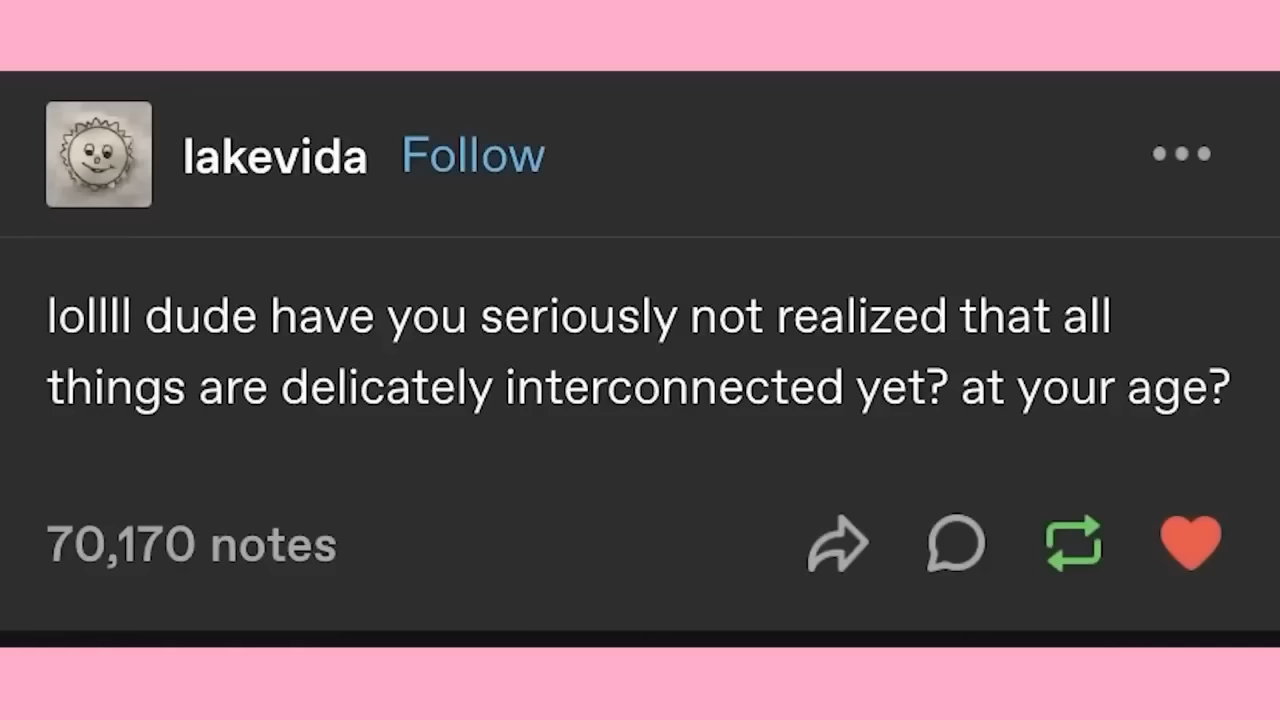 lakevida Follow
lollll dude have you seriously not realized that all
things are delicately interconnected yet? at your age?
70,170 notes